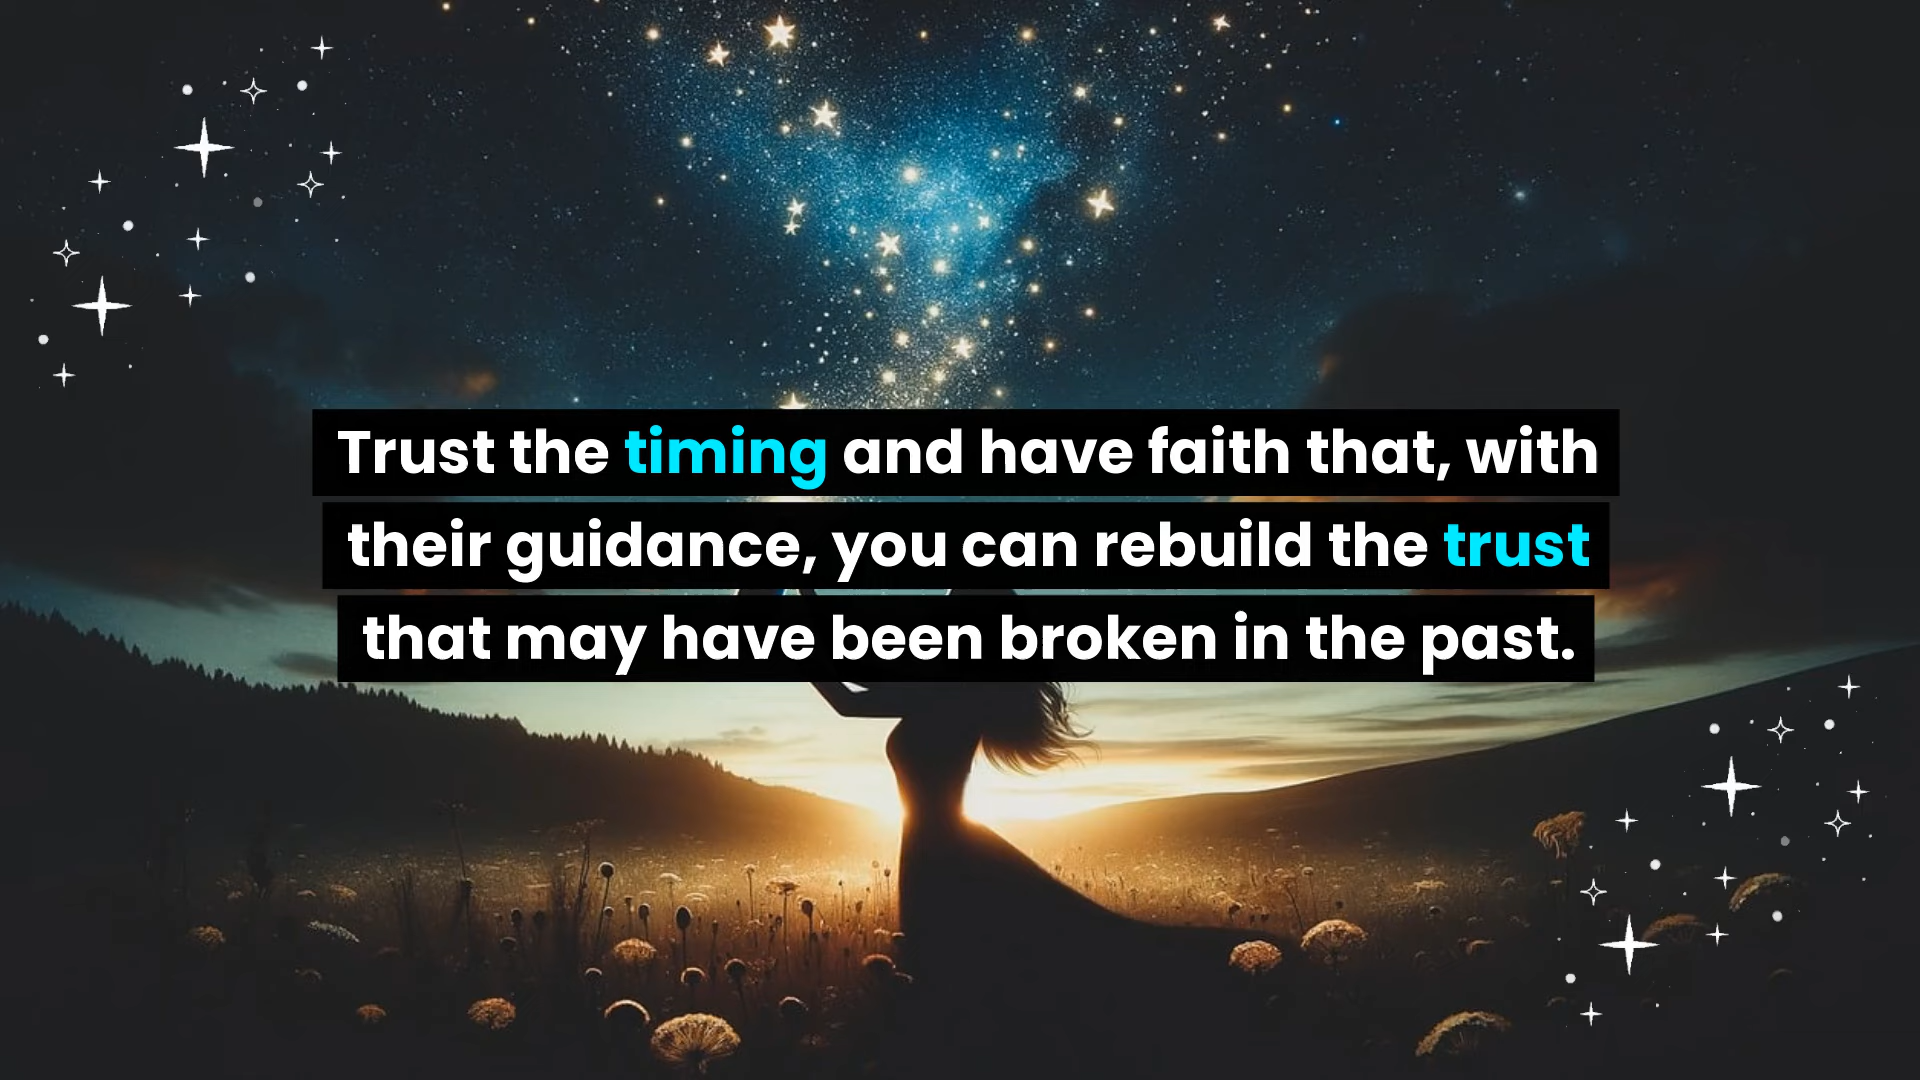 Trust the timing and have faith that, with
their guidance, you can rebuild the trust
that may have been broken in the past.